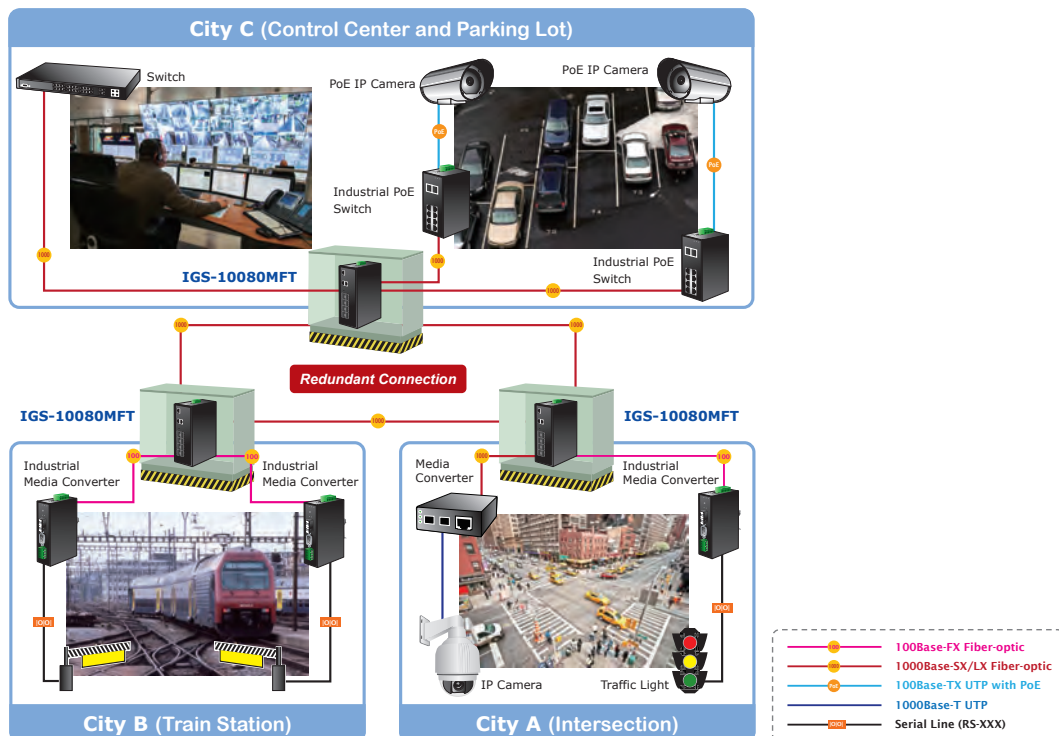 City C (Control Center and Parking Lot)
Switch
PoE IP Camera
PoE IP Camera
PoE
PoE
Industrial PoE
Switch
Industrial PoE
Switch
1000
1000
1000
IGS-10080MFT
1000
1000
Redundant Connection
IGS-10080MFT
1000
IGS-10080MFT
100
100
Industrial
Media Converter
Industrial
Media Converter
Media
Converter
1000
Industrial
Media Converter
100
|O|O|
|O|O|
|O|O|
IP Camera
Traffic Light
City B (Train Station)
City A (Intersection)
100 100Base-FX Fiber-optic
1000 1000Base-SX/LX Fiber-optic
PoE 100Base-TX UTP with PoE
1000Base-T UTP
|O|O| Serial Line (RS-XXX)